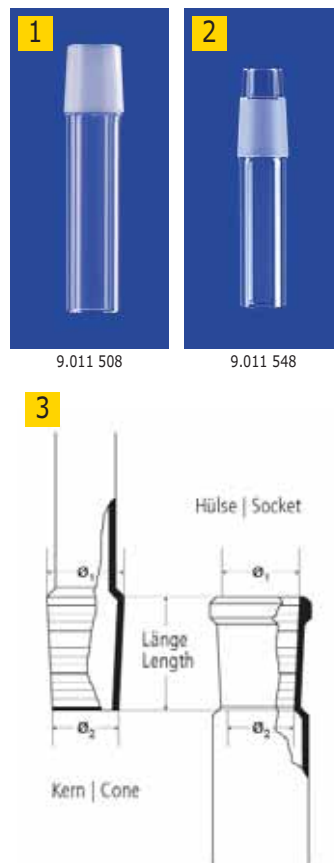 1
2
9.011 508
9.011 548
3
Hülse | Socket
Ø1
Ø1
Länge
Length
Ø2
Ø2
Kern | Cone